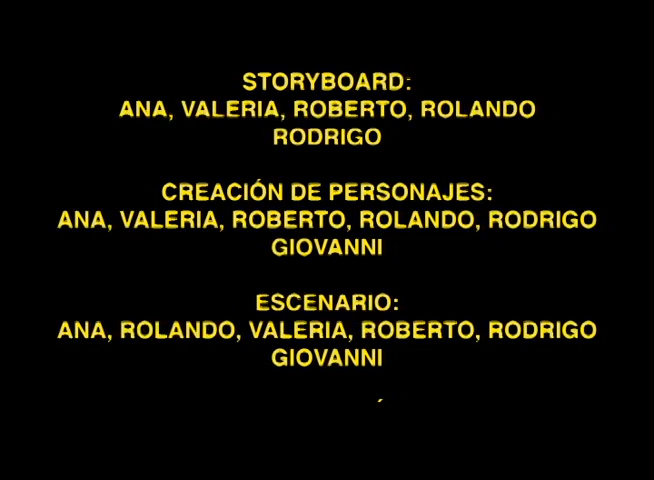 STORYBOARD:
ANA, VALERIA, ROBERTO, ROLANDO
RODRIGO
CREACIÓN DE PERSONAJES:
ANA, VALERIA, ROBERTO, ROLANDO, RODRIGO
GIOVANNI
ESCENARIO:
ANA, ROLANDO, VALERIA, ROBERTO, RODRIGO
GIOVANNI